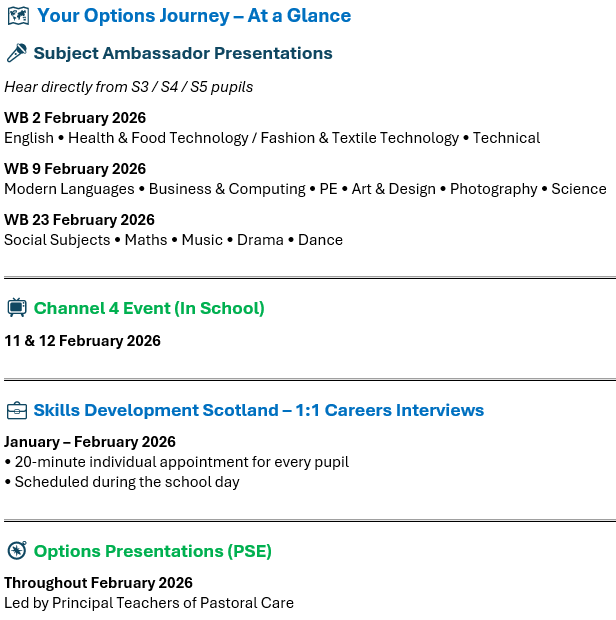 Your Options Journey – At a Glance
Subject Ambassador Presentations
Hear directly from S3 / S4 / S5 pupils
WB 2 February 2026
English • Health & Food Technology / Fashion & Textile Technology • Technical
WB 9 February 2026
Modern Languages • Business & Computing • PE • Art & Design • Photography • Science
WB 23 February 2026
Social Subjects • Maths • Music • Drama • Dance
Channel 4 Event (In School)
11 & 12 February 2026
Skills Development Scotland – 1:1 Careers Interviews
January – February 2026
• 20-minute individual appointment for every pupil
• Scheduled during the school day
Options Presentations (PSE)
Throughout February 2026
Led by Principal Teachers of Pastoral Care